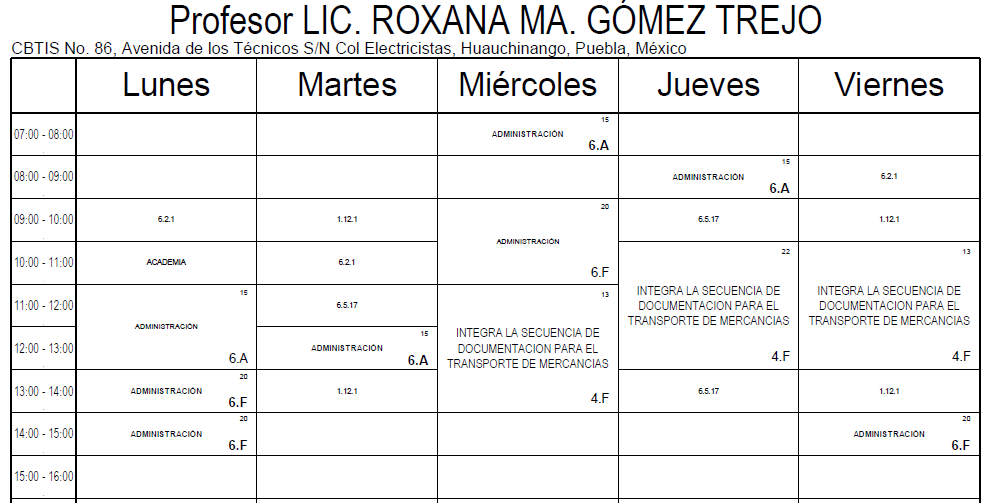 Profesor LIC. ROXANA MA. GÓMEZ TREJO
CBTIS No. 86, Avenida de los Técnicos S/N Col Electricistas, Huauchinango, Puebla, México
Lunes Martes Miércoles Jueves Viernes
07:00 - 08:00
15
ADMINISTRACIÓN
6.A
08:00 - 09:00
15
ADMINISTRACIÓN
6.A
6.2.1
09:00 - 10:00
6.2.1
1.12.1
20
ADMINISTRACIÓN
6.F
6.5.17
1.12.1
10:00 - 11:00
ACADEMIA
6.2.1
22
INTEGRA LA SECUENCIA DE
DOCUMENTACION PARA EL
TRANSPORTE DE MERCANCIAS
4.F
13
INTEGRA LA SECUENCIA DE
DOCUMENTACION PARA EL
TRANSPORTE DE MERCANCIAS
4.F
11:00 - 12:00
15
ADMINISTRACIÓN
6.A
6.5.17
13
INTEGRA LA SECUENCIA DE
DOCUMENTACION PARA EL
TRANSPORTE DE MERCANCIAS
4.F
12:00 - 13:00
15
ADMINISTRACIÓN
6.A
13:00 - 14:00
20
ADMINISTRACIÓN
6.F
1.12.1
6.5.17
1.12.1
14:00 - 15:00
20
ADMINISTRACIÓN
6.F
20
ADMINISTRACIÓN
6.F
15:00 - 16:00